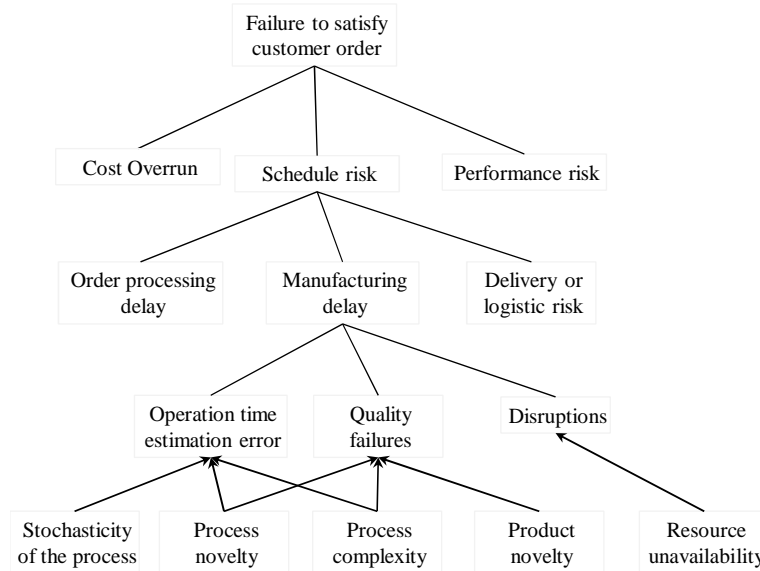 Failure to satisfy
customer order
Cost Overrun
Schedule risk
Performance risk
Order processing
delay
Manufacturing
delay
Delivery or
logistic risk
Operation time
estimation error
Quality
failures
Disruptions
Stochasticity
of the process
Process
novelty
Process
complexity
Product
novelty
Resource
unavailability